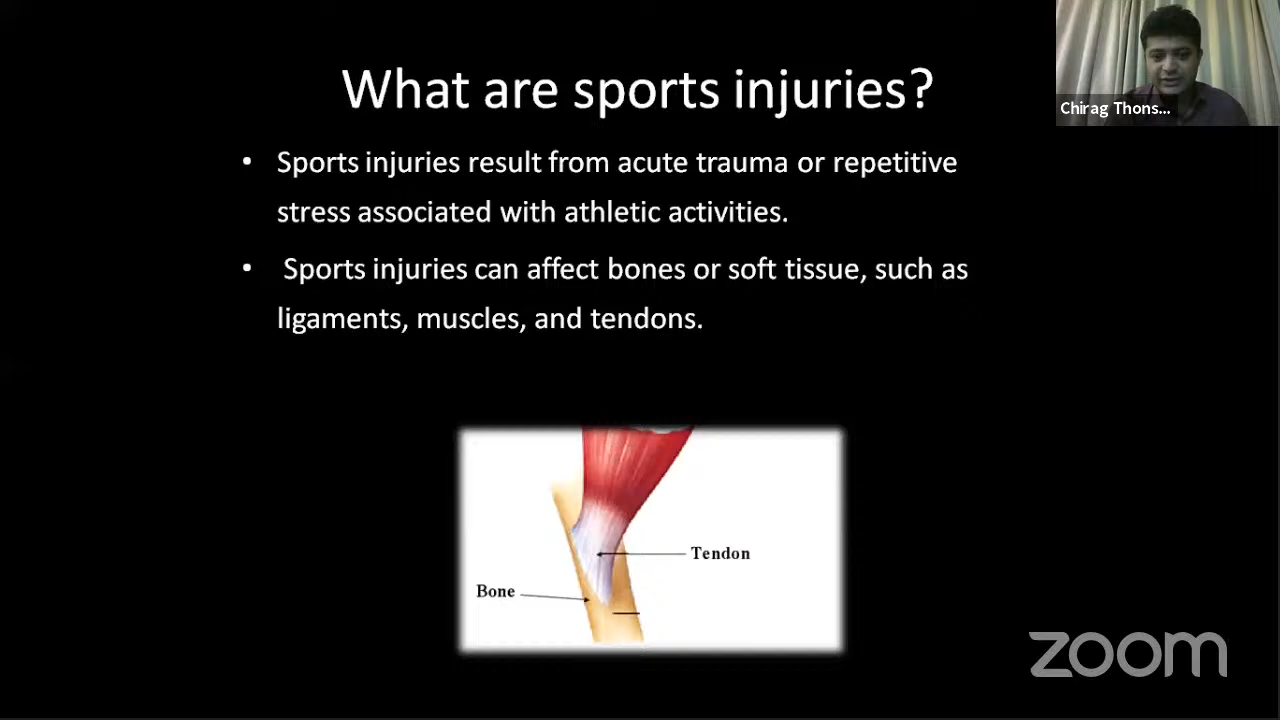 What are sports injuries?
Chirag Thons...
• Sports injuries result from acute trauma or repetitive
stress associated with athletic activities.
• Sports injuries can affect bones or soft tissue, such as
ligaments, muscles, and tendons.
Tendon
Bone
zoom